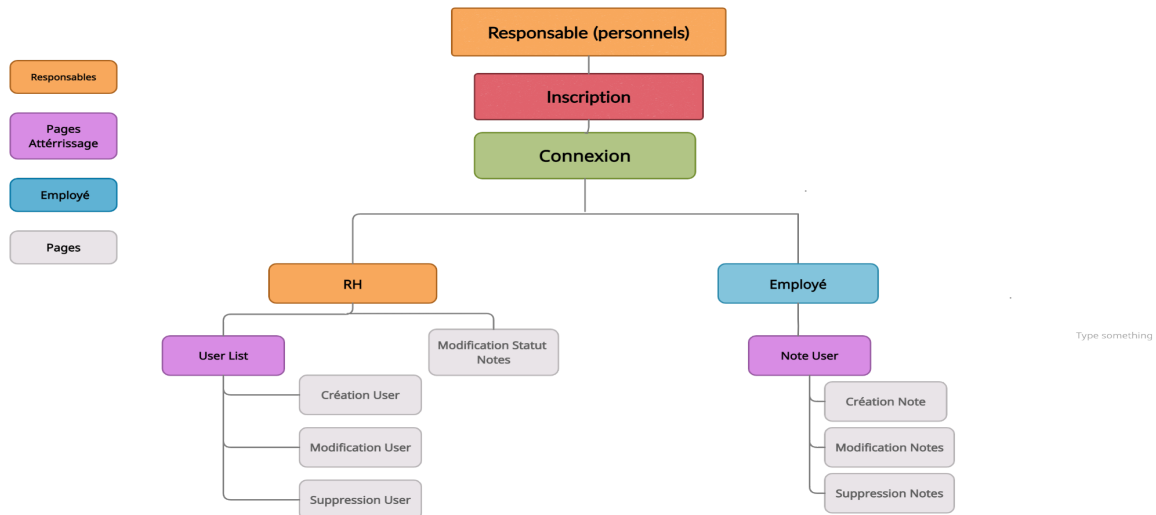 Responsable (personnels)
Inscription
Connexion
Responsables
Pages
Attérrissage
Employé
Pages
RH
Employé
User List
Modification Statut
Notes
Note User
Type something
Création User
Modification User
Suppression User
Création Note
Modification Notes
Suppression Notes